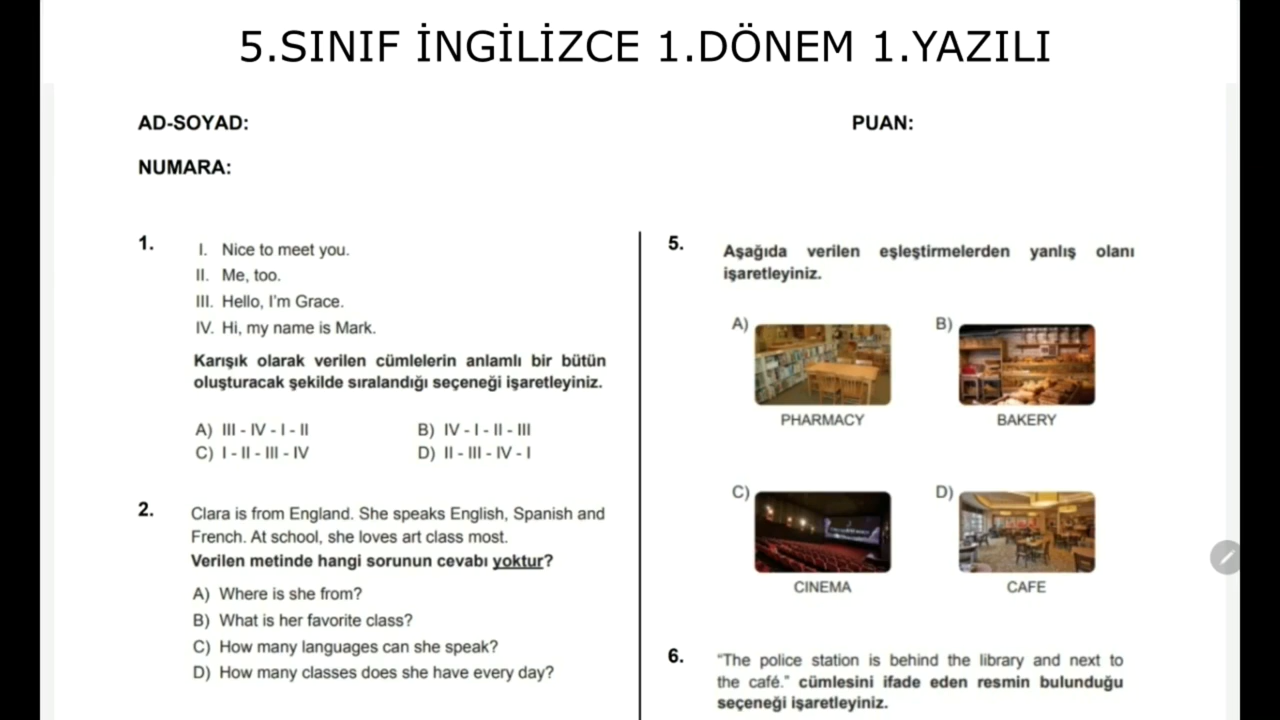 5.SINIF İNGİLİZCE 1.DÖNEM 1.YAZILI
AD-SOYAD:
PUAN:
NUMARA:
1.
I. Nice to meet you.
II. Me, too.
III. Hello, I'm Grace.
IV. Hi, my name is Mark.
Karışık olarak verilen cümlelerin anlamlı bir bütün
oluşturacak şekilde sıralandığı seçeneği işaretleyiniz.
A) III - IV - I - II
B) IV - I - II - III
C) I - II - III - IV
D) II - III - IV - I
2.
Clara is from England. She speaks English, Spanish and
French. At school, she loves art class most.
Verilen metinde hangi sorunun cevabı yoktur?
A) Where is she from?
B) What is her favorite class?
C) How many languages can she speak?
D) How many classes does she have every day?
5.
Aşağıda verilen eşleştirmelerden yanlış olanı
işaretleyiniz.
A)
B)
PHARMACY
BAKERY
C)
D)
CINEMA
CAFE
6.
"The police station is behind the library and next to
the café." cümlesini ifade eden resmin bulunduğu
seçeneği işaretleyiniz.